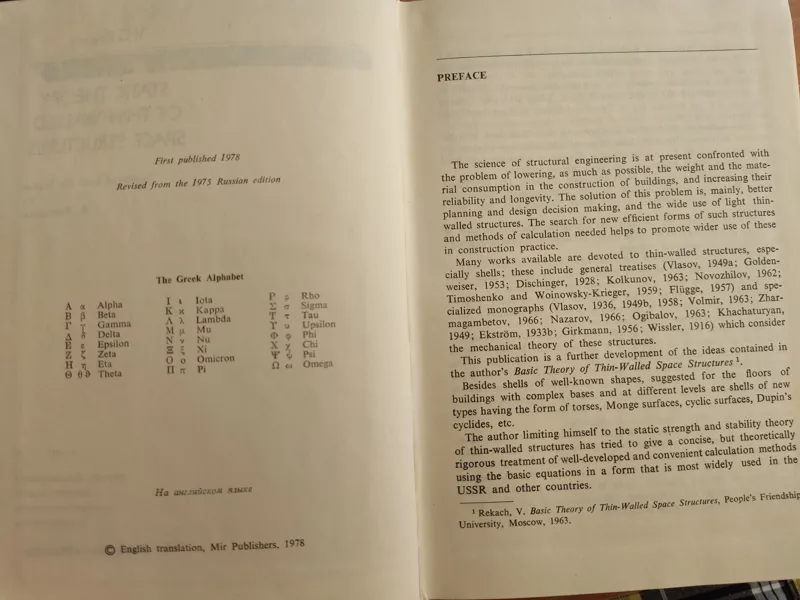 First published 1978
Revised from the 1975 Russian edition
The Greek Alphabet
Α α Alpha
Β β Beta
Γ γ Gamma
Δ δ Delta
Ε ε Epsilon
Ζ ζ Zeta
Η η Eta
Θ θ ϑ Theta
Ι ι Iota
Κ κ Kappa
Λ λ Lambda
Μ μ Mu
Ν ν Nu
Ξ ξ Xi
Ο ο Omicron
Π π Pi
Ρ ρ Rho
Σ σ Sigma
Τ τ Tau
Υ υ Upsilon
Φ φ Phi
Χ χ Chi
Ψ ψ Psi
Ω ω Omega
На английском языке
© English translation, Mir Publishers, 1978
PREFACE
The science of structural engineering is at present confronted with
the problem of lowering, as much as possible, the weight and the mate-
rial consumption in the construction of buildings, and increasing their
reliability and longevity. The solution of this problem is, mainly, better
planning and design decision making, and the wide use of light thin-
walled structures. The search for new efficient forms of such structures
and methods of calculation needed helps to promote wider use of these
in construction practice.
Many works available are devoted to thin-walled structures, espe-
cially shells; these include general treatises (Vlasov, 1949a; Golden-
weiser, 1953; Dischinger, 1928; Kolkunov, 1963; Novozhilov, 1962;
Timoshenko and Woinowsky-Krieger, 1959; Flügge, 1957) and spe-
cialized monographs (Vlasov, 1936, 1949b, 1958; Volmir, 1963; Zhar-
magambetov, 1966; Nazarov, 1966; Ogibalov, 1963; Khachaturyan,
1949; Ekström, 1933b; Girkmann, 1956; Wissler, 1916) which consider
the mechanical theory of these structures.
This publication is a further development of the ideas contained in
the author's Basic Theory of Thin-Walled Space Structures ¹.
Besides shells of well-known shapes, suggested for the floors of
buildings with complex bases and at different levels are shells of new
types having the form of torses, Monge surfaces, cyclic surfaces, Dupin's
cyclides, etc.
The author limiting himself to the static strength and stability theory
of thin-walled structures has tried to give a concise, but theoretically
rigorous treatment of well-developed and convenient calculation methods
using the basic equations in a form that is most widely used in the
USSR and other countries.
¹ Rekach, V. Basic Theory of Thin-Walled Space Structures, People's Friendship
University, Moscow, 1963.